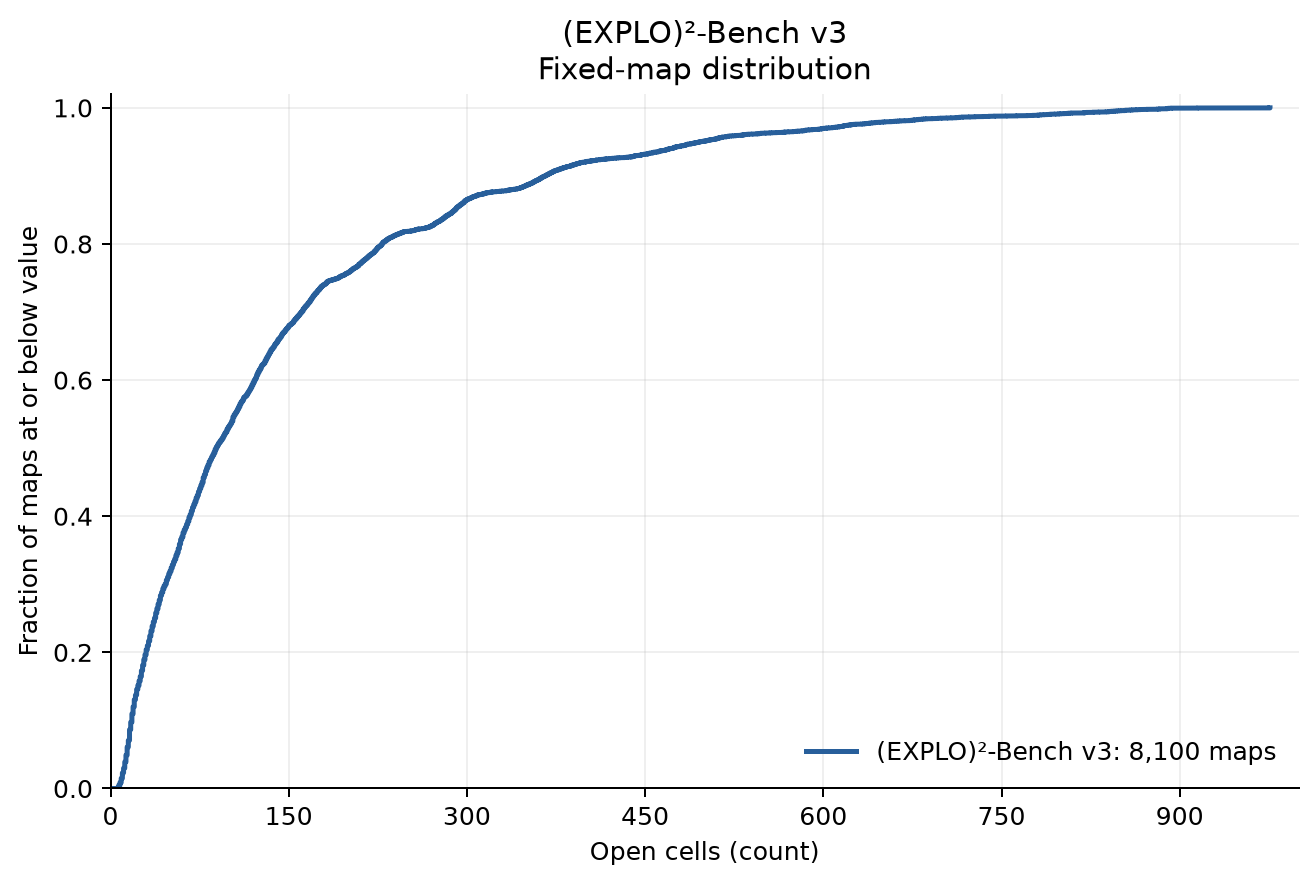 (EXPLO)²-Bench v3
Fixed-map distribution
Fraction of maps at or below value
1.0
0.8
0.6
0.4
0.2
0.0
0 150 300 450 600 750 900
Open cells (count)
(EXPLO)²-Bench v3: 8,100 maps